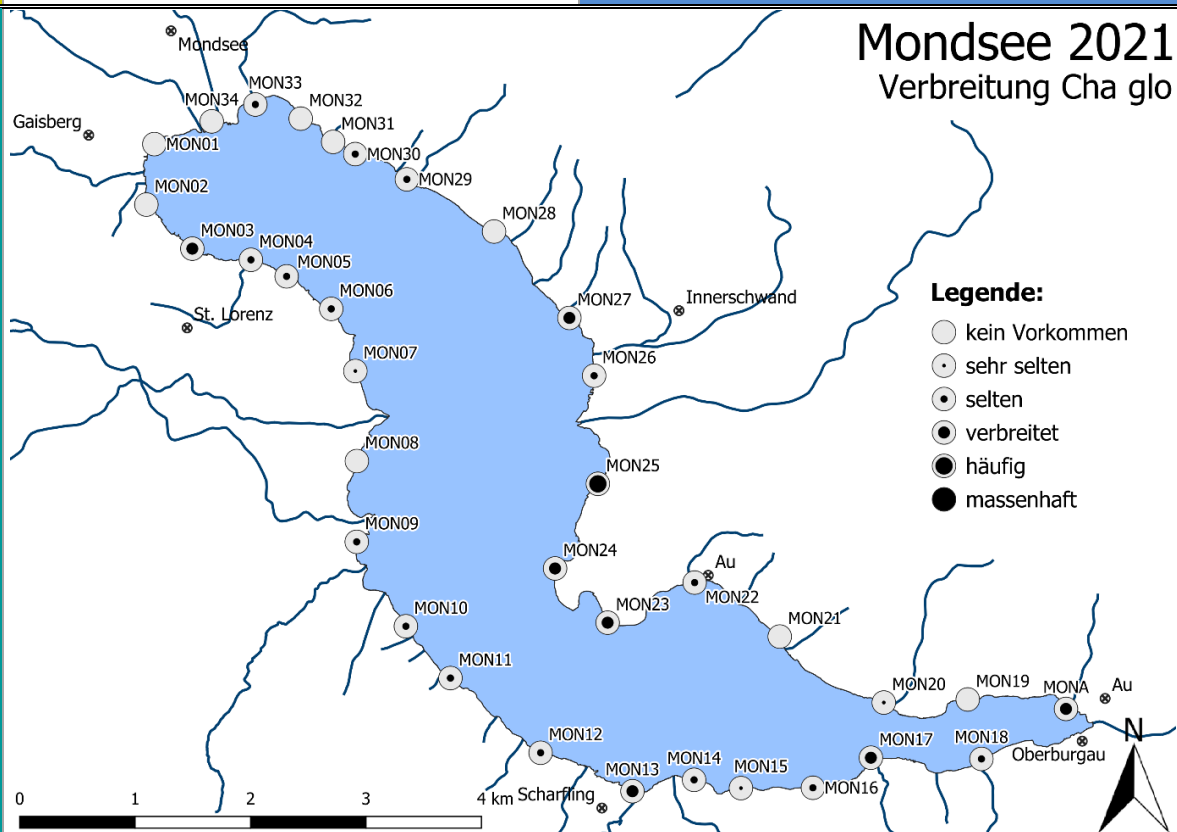 Mondsee 2021
Verbreitung Cha glo
Mondsee
MON33
MON34
MON32
Gaisberg
MON31
MON01
MON30
MON29
MON02
MON28
MON03
MON04
MON05
MON06
MON27
Innerschwand
St. Lorenz
MON07
MON26
MON08
MON25
MON09
MON24
Au
MON22
MON23
MON10
MON21
MON11
MON20
MON19
MONA
Au
MON12
MON17
MON18
Oberburgau
N
MON13
MON14
MON15
MON16
Scharfling
Legende:
kein Vorkommen
sehr selten
selten
verbreitet
häufig
massenhaft
0 1 2 3 4 km